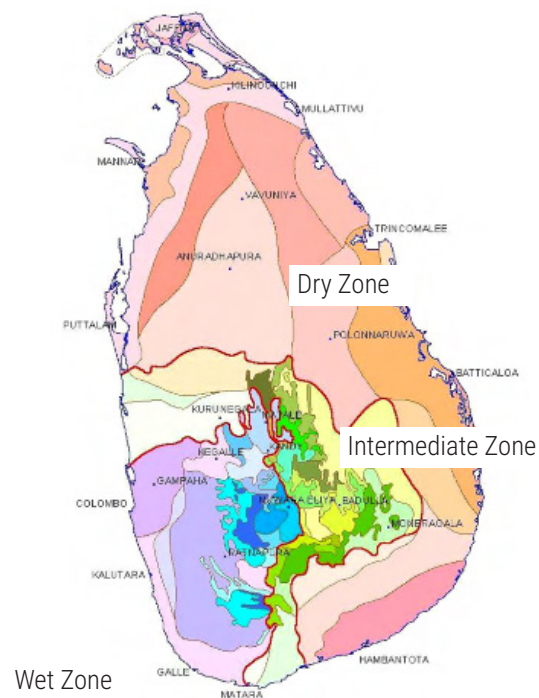 JAFFNA
KILINOCHCHI
MULLATTIVU
MANNAR
VAVUNIYA
TRINCOMALEE
ANURADHAPURA
Dry Zone
PUTTALAM
POLONNARUWA
BATTICALOA
KURUNEGALA
MATALE
Intermediate Zone
KANDY
KEGALLE
GAMPAHA
NUWARA ELIYA
BADULLA
COLOMBO
MONERAGALA
RATNAPURA
KALUTARA
HAMBANTOTA
GALLE
Wet Zone
MATARA